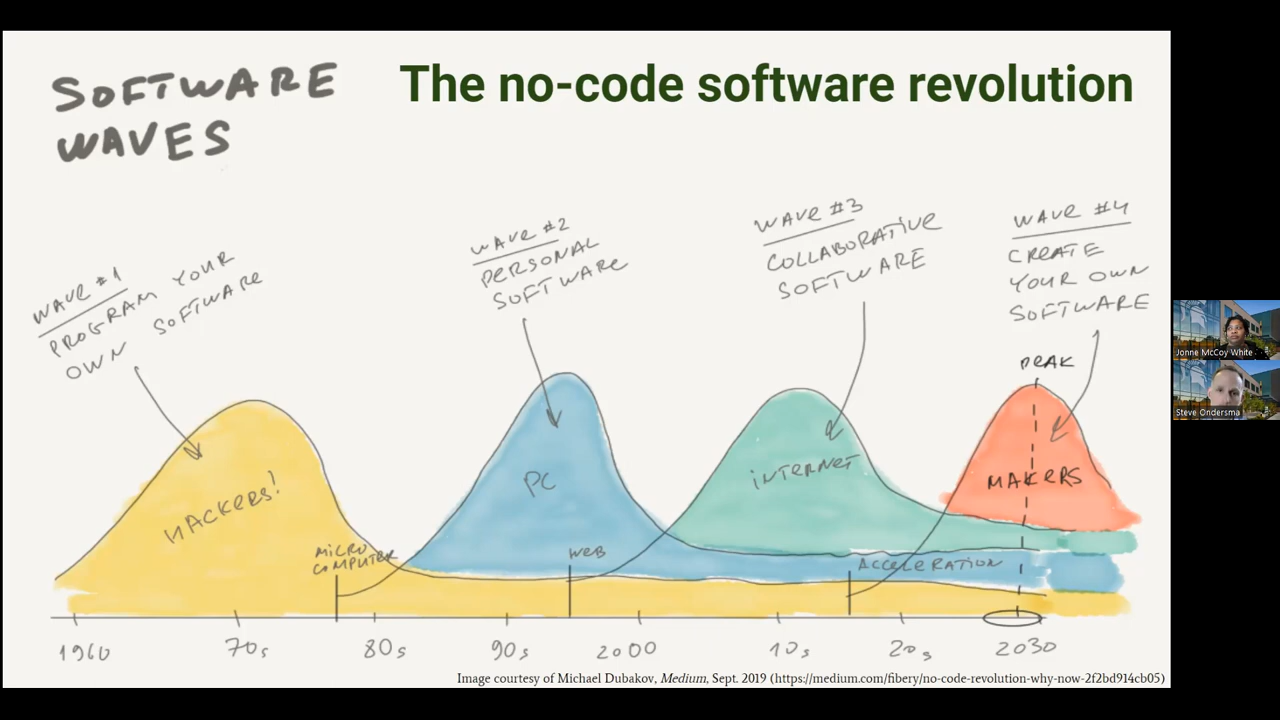 SOFTWARE
WAVES
The no-code software revolution
WAVE #1
PROGRAM YOUR
OWN SOFTWARE
WAVE #2
PERSONAL
SOFTWARE
WAVE #3
COLLABORATIVE
SOFTWARE
WAVE #4
CREATE
YOUR OWN
SOFTWARE
PEAK
HACKERS!
PC
INTERNET
MAKERS
MICRO
COMPUTER
WEB
ACCELERATION
1960
70s
80s
90s
2000
10s
20s
2030
Image courtesy of Michael Dubakov, Medium, Sept. 2019 (https://medium.com/fibery/no-code-revolution-why-now-2f2bd914cb05)
Jonne McCoy White
Steve Ondersma